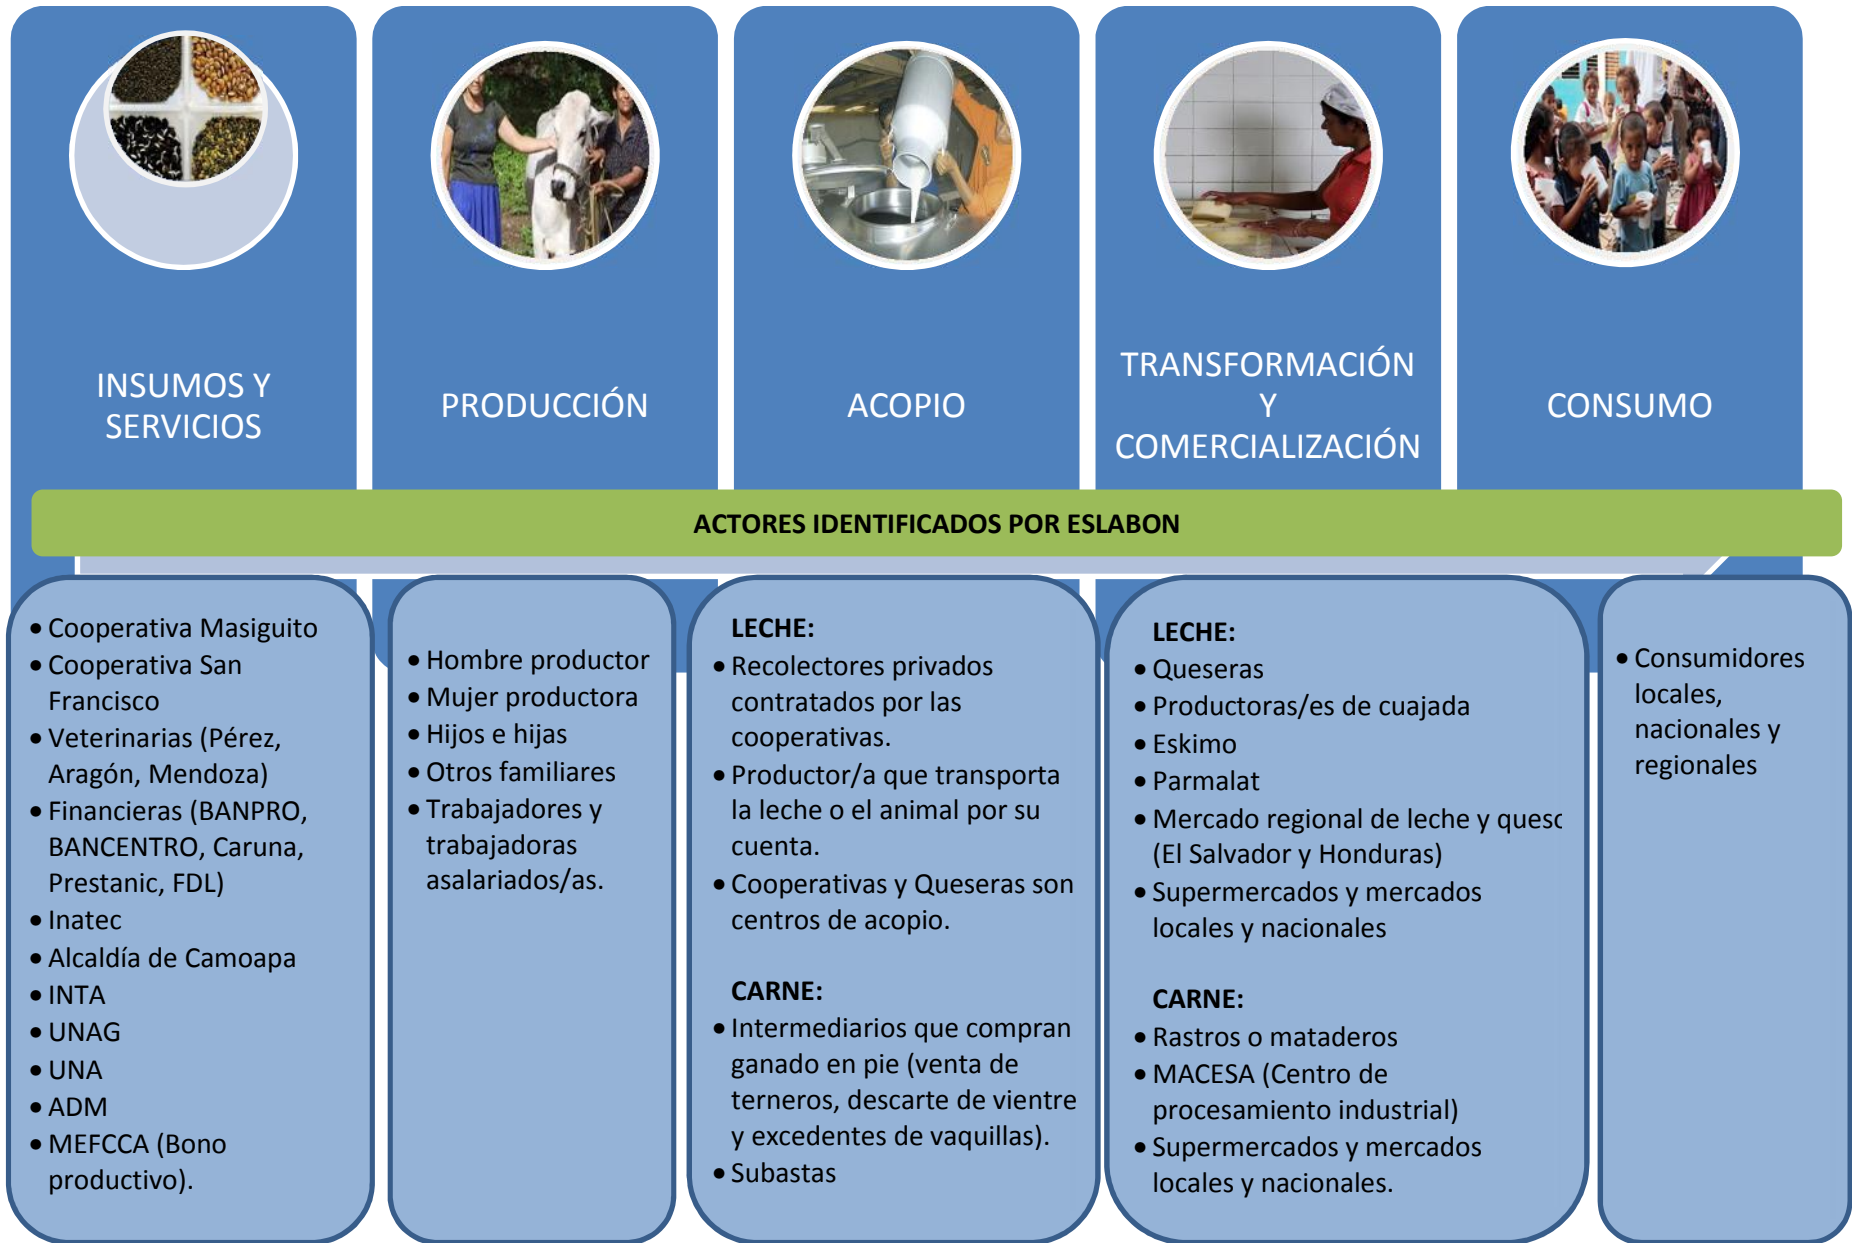 INSUMOS Y
SERVICIOS
PRODUCCIÓN
ACOPIO
TRANSFORMACIÓN
Y
COMERCIALIZACIÓN
CONSUMO
ACTORES IDENTIFICADOS POR ESLABON
• Cooperativa Masiguito
• Cooperativa San
Francisco
• Veterinarias (Pérez,
Aragón, Mendoza)
• Financieras (BANPRO,
BANCENTRO, Caruna,
Prestanic, FDL)
• Inatec
• Alcaldía de Camoapa
• INTA
• UNAG
• UNA
• ADM
• MEFCCA (Bono
productivo).
• Hombre productor
• Mujer productora
• Hijos e hijas
• Otros familiares
• Trabajadores y
trabajadoras
asalariados/as.
LECHE:
• Recolectores privados
contratados por las
cooperativas.
• Productor/a que transporta
la leche o el animal por su
cuenta.
• Cooperativas y Queseras son
centros de acopio.
CARNE:
• Intermediarios que compran
ganado en pie (venta de
terneros, descarte de vientre
y excedentes de vaquillas).
• Subastas
LECHE:
• Queseras
• Productoras/es de cuajada
• Eskimo
• Parmalat
• Mercado regional de leche y queso
(El Salvador y Honduras)
• Supermercados y mercados
locales y nacionales
CARNE:
• Rastros o mataderos
• MACESA (Centro de
procesamiento industrial)
• Supermercados y mercados
locales y nacionales.
• Consumidores
locales,
nacionales y
regionales